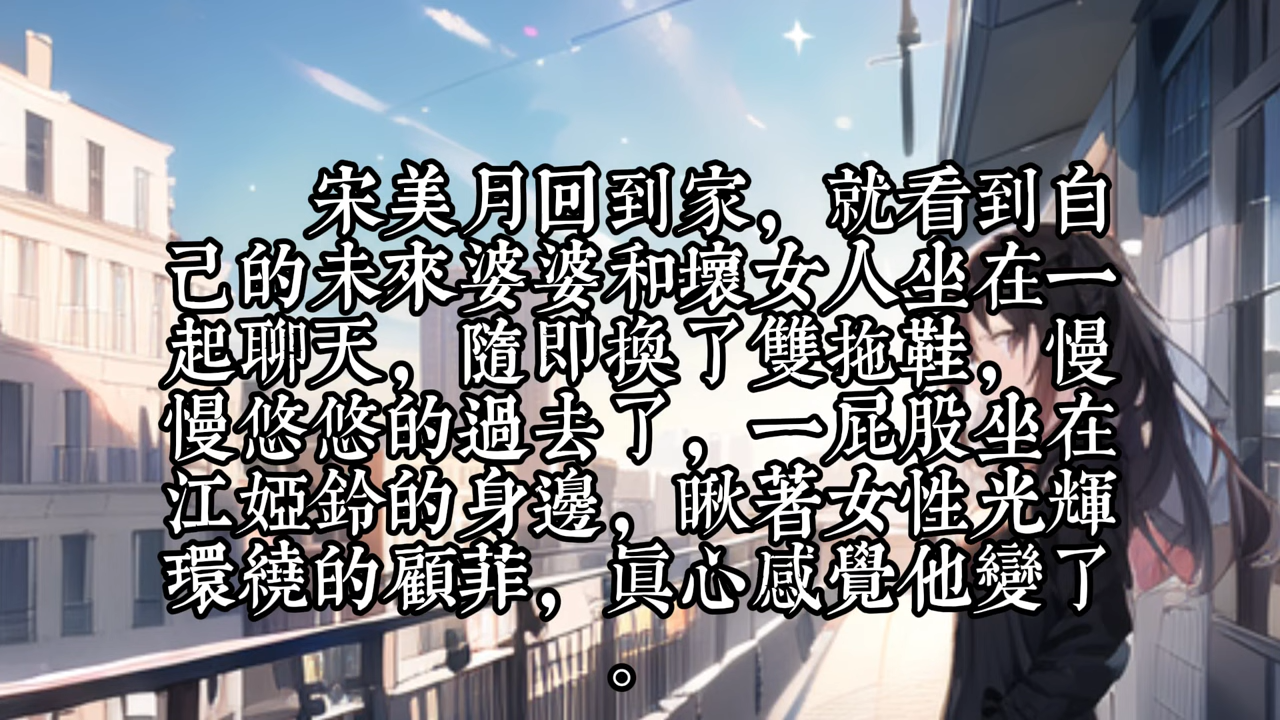 宋美月回到家，就看到自
己的未來婆婆和壞女人坐在一
起聊天，隨即換了雙拖鞋，慢
慢悠悠的過去了，一屁股坐在
江婭鈴的身邊，瞅著女性光輝
環繞的顧菲，眞心感覺他變了
。